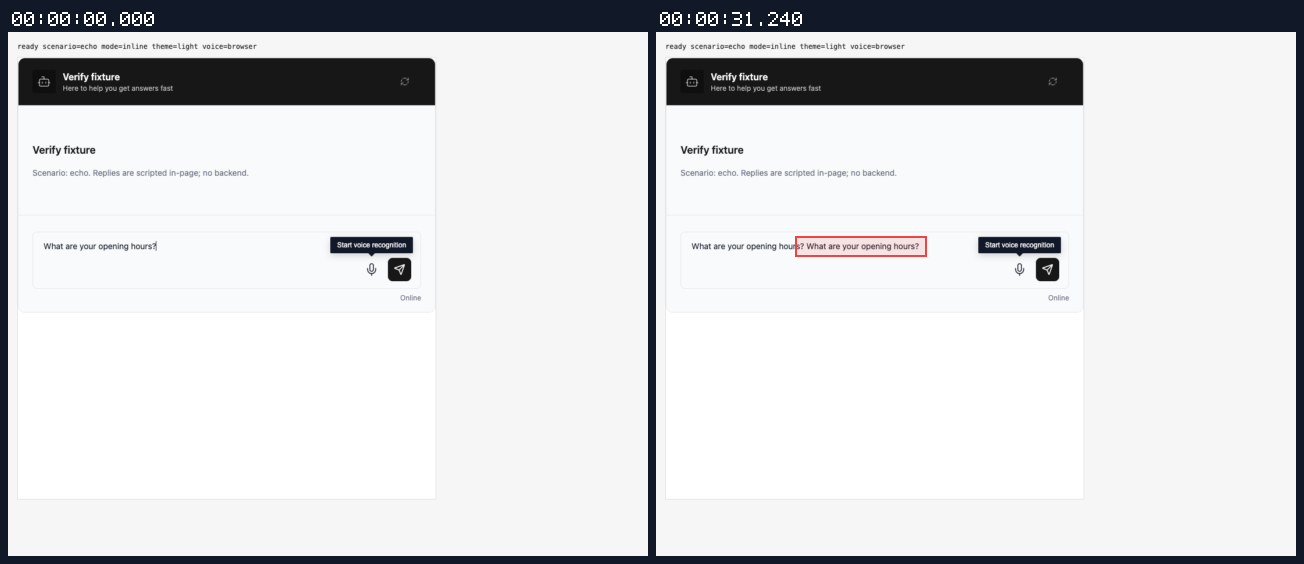 00:00:00.000
ready scenario=echo mode=inline theme=light voice=browser
Verify fixture
Here to help you get answers fast
Verify fixture
Scenario: echo. Replies are scripted in-page; no backend.
What are your opening hours?
Start voice recognition
Online
00:00:31.240
ready scenario=echo mode=inline theme=light voice=browser
Verify fixture
Here to help you get answers fast
Verify fixture
Scenario: echo. Replies are scripted in-page; no backend.
What are your opening hours? What are your opening hours?
Start voice recognition
Online